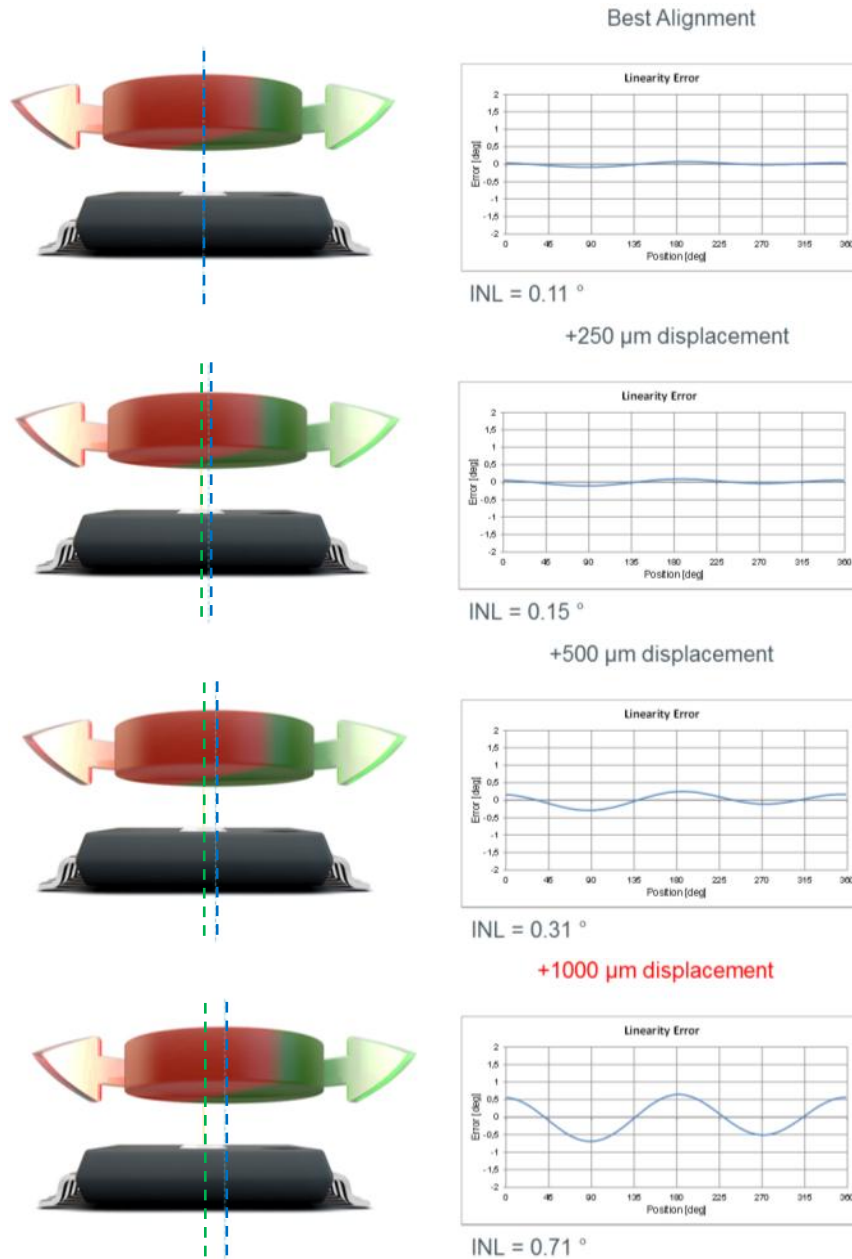 Best Alignment
Linearity Error
Error [deg]
2
1,5
1
0,5
0
-0,5
-1
-1,5
-2
0 45 90 135 180 225 270 315 360
Position [deg]
INL = 0.11 °
+250 µm displacement
Linearity Error
Error [deg]
2
1,5
1
0,5
0
-0,5
-1
-1,5
-2
0 45 90 135 180 225 270 315 360
Position [deg]
INL = 0.15 °
+500 µm displacement
Linearity Error
Error [deg]
2
1,5
1
0,5
0
-0,5
-1
-1,5
-2
0 45 90 135 180 225 270 315 360
Position [deg]
INL = 0.31 °
+1000 µm displacement
Linearity Error
Error [deg]
2
1,5
1
0,5
0
-0,5
-1
-1,5
-2
0 45 90 135 180 225 270 315 360
Position [deg]
INL = 0.71 °